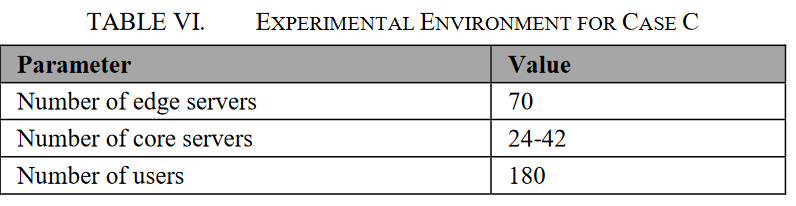 TABLE VI. EXPERIMENTAL ENVIRONMENT FOR CASE C
Parameter Value
Number of edge servers 70
Number of core servers 24-42
Number of users 180